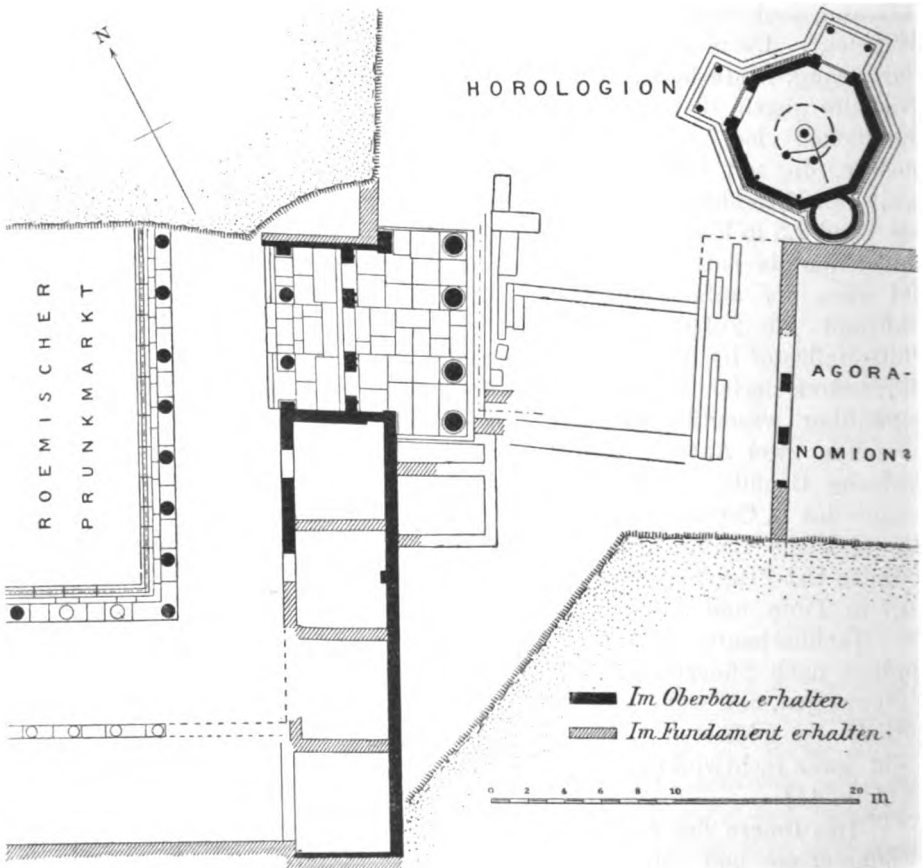 N
HOROLOGION
ROEMISCHER
PRUNKMARKT
AGORA-
NOMION?
Im Oberbau erhalten
Im Fundament erhalten
0 2 4 6 8 10 20 m